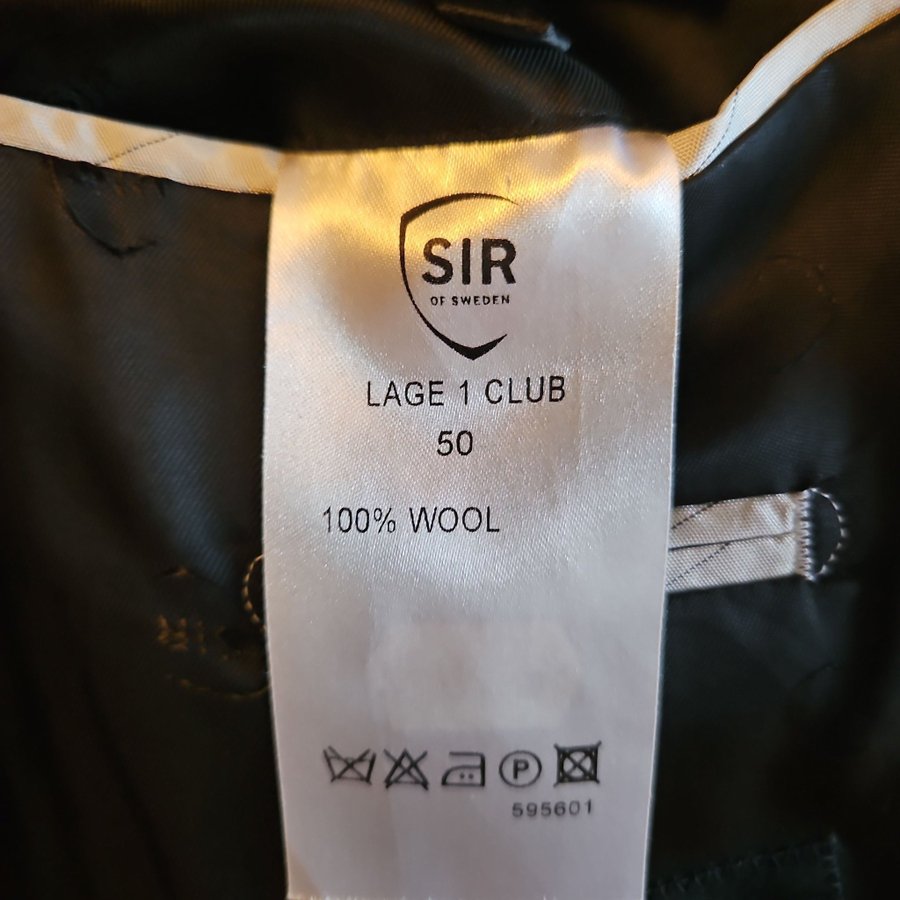 SIR
OF SWEDEN
LAGE 1 CLUB
50
100% WOOL
P
595601